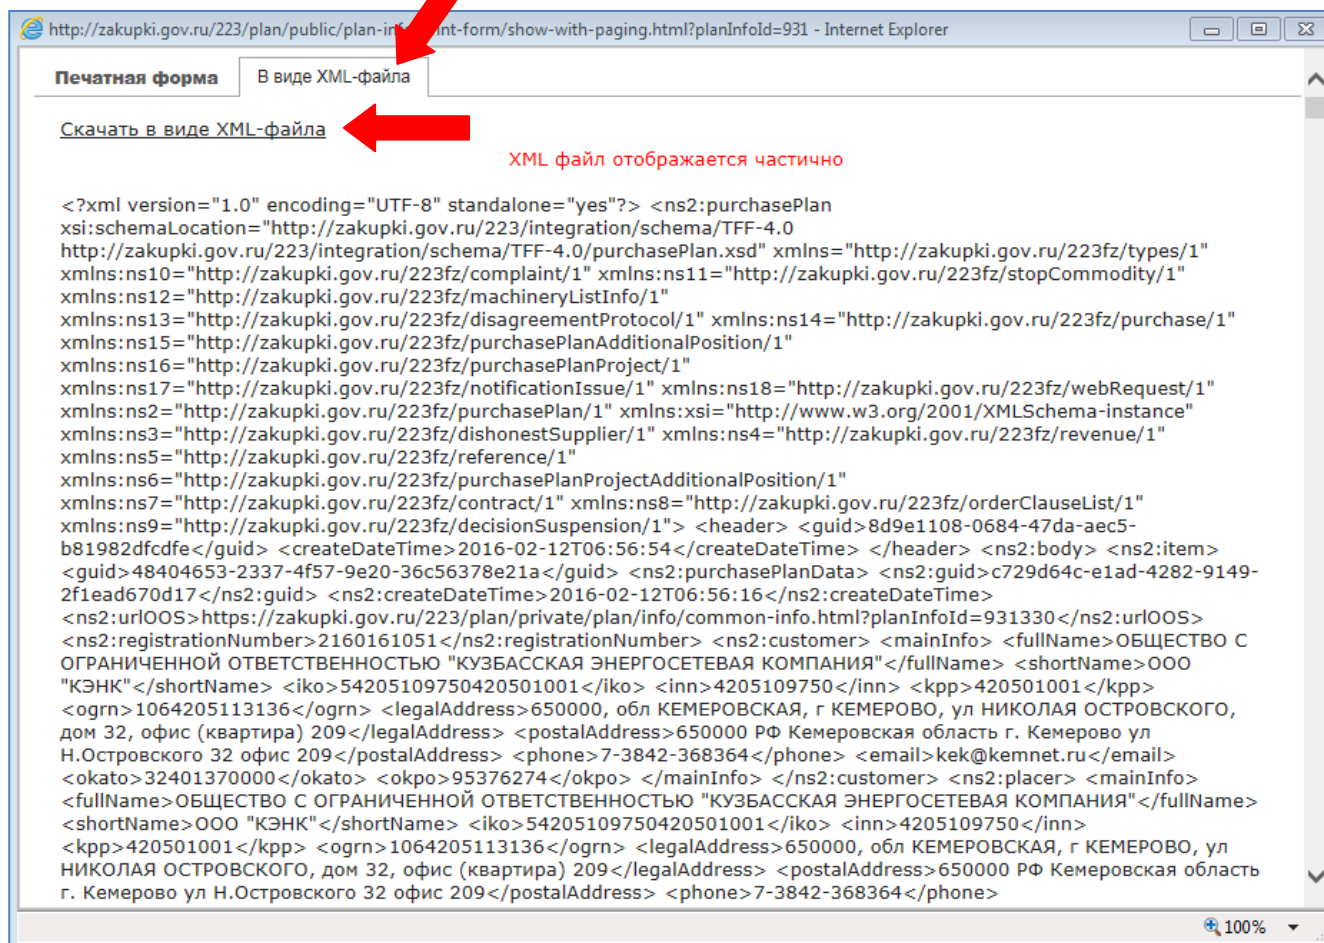 http://zakupki.gov.ru/223/plan/public/plan-inf int-form/show-with-paging.html?planInfoId=931 - Internet Explorer
Печатная форма В виде XML-файла
Скачать в виде XML-файла
XML файл отображается частично
<?xml version="1.0" encoding="UTF-8" standalone="yes"?> <ns2:purchasePlan
xsi:schemaLocation="http://zakupki.gov.ru/223/integration/schema/TFF-4.0
http://zakupki.gov.ru/223/integration/schema/TFF-4.0/purchasePlan.xsd" xmlns="http://zakupki.gov.ru/223fz/types/1"
xmlns:ns10="http://zakupki.gov.ru/223fz/complaint/1" xmlns:ns11="http://zakupki.gov.ru/223fz/stopCommodity/1"
xmlns:ns12="http://zakupki.gov.ru/223fz/machineryListInfo/1"
xmlns:ns13="http://zakupki.gov.ru/223fz/disagreementProtocol/1" xmlns:ns14="http://zakupki.gov.ru/223fz/purchase/1"
xmlns:ns15="http://zakupki.gov.ru/223fz/purchasePlanAdditionalPosition/1"
xmlns:ns16="http://zakupki.gov.ru/223fz/purchasePlanProject/1"
xmlns:ns17="http://zakupki.gov.ru/223fz/notificationIssue/1" xmlns:ns18="http://zakupki.gov.ru/223fz/webRequest/1"
xmlns:ns2="http://zakupki.gov.ru/223fz/purchasePlan/1" xmlns:xsi="http://www.w3.org/2001/XMLSchema-instance"
xmlns:ns3="http://zakupki.gov.ru/223fz/dishonestSupplier/1" xmlns:ns4="http://zakupki.gov.ru/223fz/revenue/1"
xmlns:ns5="http://zakupki.gov.ru/223fz/reference/1"
xmlns:ns6="http://zakupki.gov.ru/223fz/purchasePlanProjectAdditionalPosition/1"
xmlns:ns7="http://zakupki.gov.ru/223fz/contract/1" xmlns:ns8="http://zakupki.gov.ru/223fz/orderClauseList/1"
xmlns:ns9="http://zakupki.gov.ru/223fz/decisionSuspension/1"> <header> <guid>8d9e1108-0684-47da-aec5-
b81982dfcdfe</guid> <createDateTime>2016-02-12T06:56:54</createDateTime> </header> <ns2:body> <ns2:item>
<guid>48404653-2337-4f57-9e20-36c56378e21a</guid> <ns2:purchasePlanData> <ns2:guid>c729d64c-e1ad-4282-9149-
2f1ead670d17</ns2:guid> <ns2:createDateTime>2016-02-12T06:56:16</ns2:createDateTime>
<ns2:urlOOS>https://zakupki.gov.ru/223/plan/private/plan/info/common-info.html?planInfoId=931330</ns2:urlOOS>
<ns2:registrationNumber>2160161051</ns2:registrationNumber> <ns2:customer> <mainInfo> <fullName>ОБЩЕСТВО С
ОГРАНИЧЕННОЙ ОТВЕТСТВЕННОСТЬЮ "КУЗБАССКАЯ ЭНЕРГОСЕТЕВАЯ КОМПАНИЯ"</fullName> <shortName>ООО
"КЭНК"</shortName> <iko>54205109750420501001</iko> <inn>4205109750</inn> <kpp>420501001</kpp>
<ogrn>1064205113136</ogrn> <legalAddress>650000, обл КЕМЕРОВСКАЯ, г КЕМЕРОВО, ул НИКОЛАЯ ОСТРОВСКОГО,
дом 32, офис (квартира) 209</legalAddress> <postalAddress>650000 РФ Кемеровская область г. Кемерово ул
Н.Островского 32 офис 209</postalAddress> <phone>7-3842-368364</phone> <email>kek@kemnet.ru</email>
<okato>32401370000</okato> <okpo>95376274</okpo> </mainInfo> </ns2:customer> <ns2:placer> <mainInfo>
<fullName>ОБЩЕСТВО С ОГРАНИЧЕННОЙ ОТВЕТСТВЕННОСТЬЮ "КУЗБАССКАЯ ЭНЕРГОСЕТЕВАЯ КОМПАНИЯ"</fullName>
<shortName>ООО "КЭНК"</shortName> <iko>54205109750420501001</iko> <inn>4205109750</inn>
<kpp>420501001</kpp> <ogrn>1064205113136</ogrn> <legalAddress>650000, обл КЕМЕРОВСКАЯ, г КЕМЕРОВО, ул
НИКОЛАЯ ОСТРОВСКОГО, дом 32, офис (квартира) 209</legalAddress> <postalAddress>650000 РФ Кемеровская область
г. Кемерово ул Н.Островского 32 офис 209</postalAddress> <phone>7-3842-368364</phone>
100%